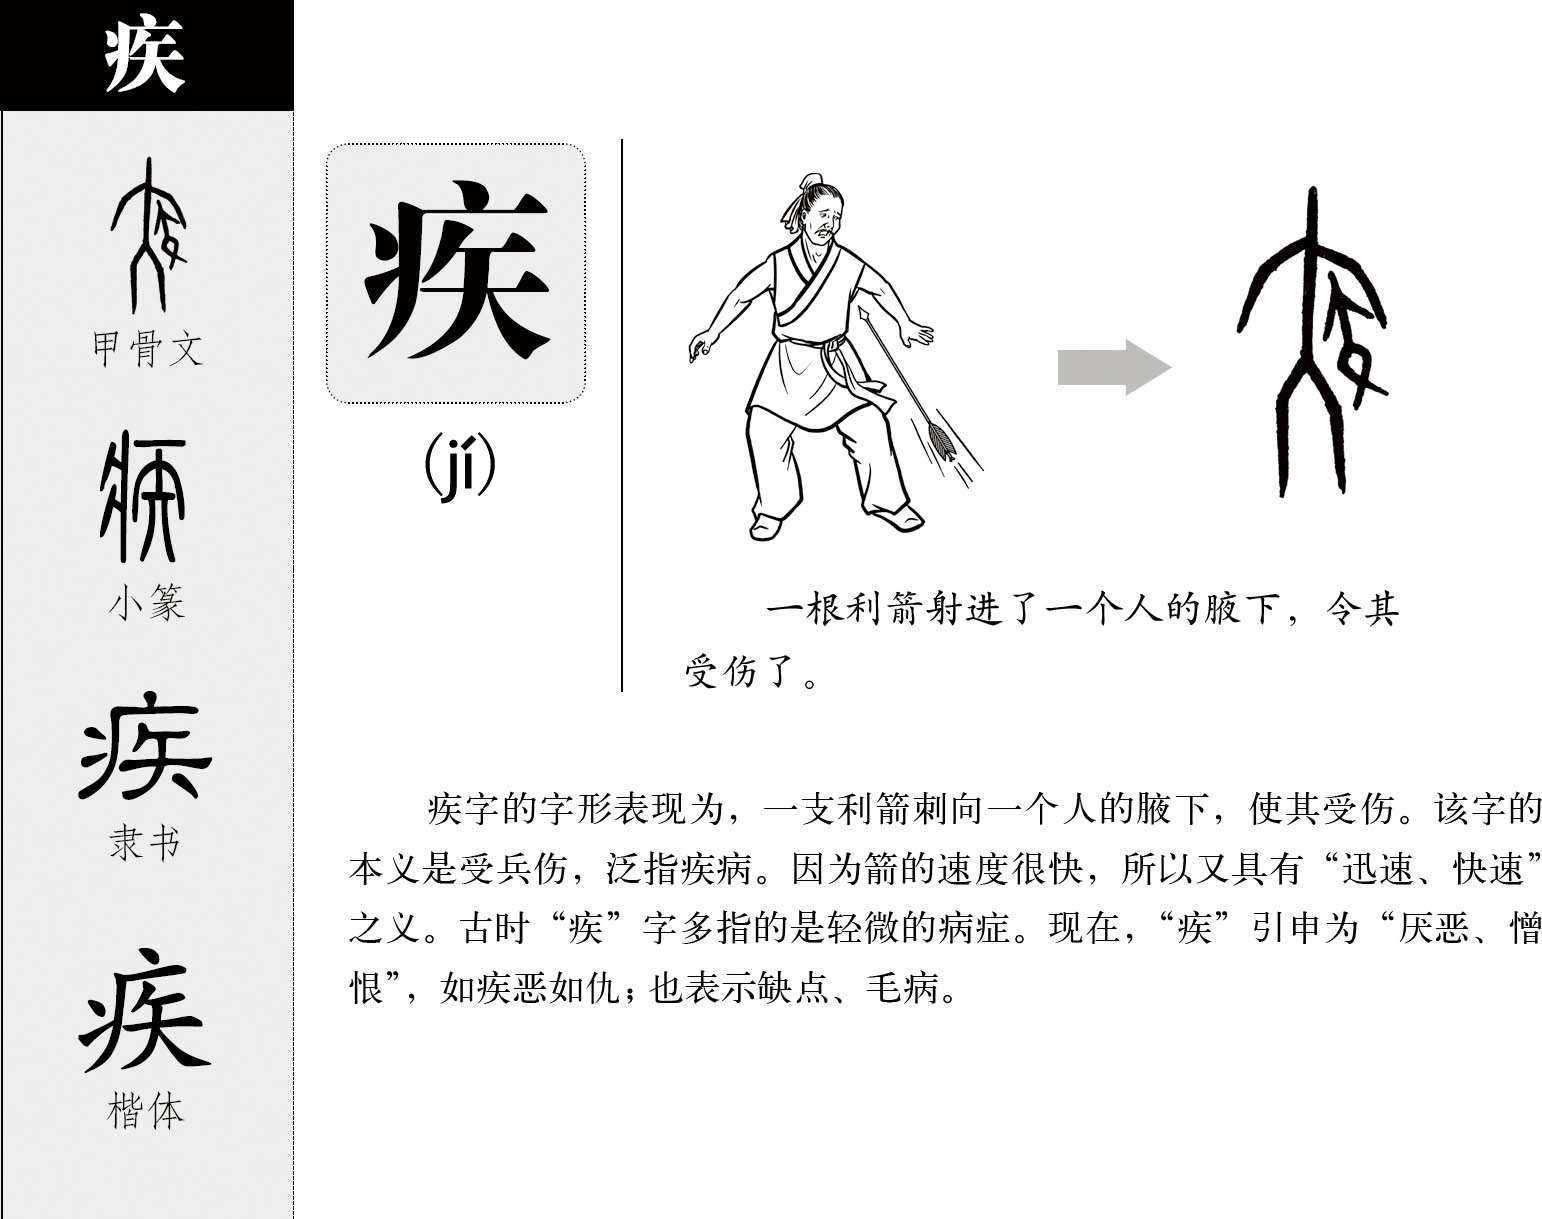 疾
甲骨文
小篆
隶书
楷体
疾
(jí)
一根利箭射进了一个人的腋下，令其
受伤了。
疾字的字形表现为，一支利箭刺向一个人的腋下，使其受伤。该字的
本义是受兵伤，泛指疾病。因为箭的速度很快，所以又具有“迅速、快速”
之义。古时“疾”字多指的是轻微的病症。现在，“疾”引申为“厌恶、憎
恨”，如疾恶如仇；也表示缺点、毛病。